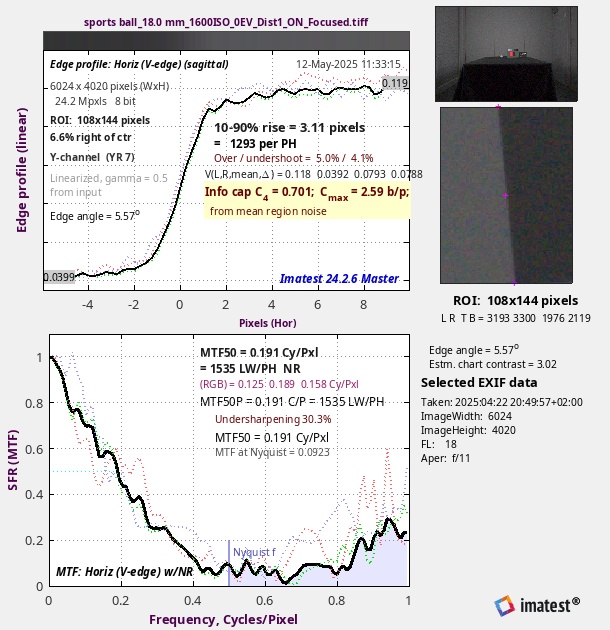 sports ball_18.0 mm_1600ISO_0EV_Dist1_ON_Focused.tiff
Edge profile: Horiz (V-edge) (sagittal)
12-May-2025 11:33:15
6024 x 4020 pixels (WxH)
24.2 Mpxls 8 bit
ROI: 108x144 pixels
6.6% right of ctr
Y-channel (YR 7)
Linearized, gamma = 0.5
from input
Edge angle = 5.57⁰
0.119
10-90% rise = 3.11 pixels
= 1293 per PH
Over / undershoot = 5.0% / 4.1%
V(L,R,mean,Δ) = 0.118 0.0392 0.0793 0.0788
Info cap C₄ = 0.701; Cmax = 2.59 b/p;
from mean region noise
0.0399
Imatest 24.2.6 Master
-4 -2 0 2 4 6 8
Pixels (Hor)
Edge profile (linear)
ROI: 108x144 pixels
L R T B = 3193 3300 1976 2119
Edge angle = 5.57⁰
Estm. chart contrast = 3.02
Selected EXIF data
Taken: 2025:04:22 20:49:57+02:00
ImageWidth: 6024
ImageHeight: 4020
FL: 18
Aper: f/11
MTF50 = 0.191 Cy/Pxl
= 1535 LW/PH NR
(RGB) = 0.125 0.189 0.158 Cy/Pxl
MTF50P = 0.191 C/P = 1535 LW/PH
Undersharpening 30.3%
MTF50 = 0.191 Cy/Pxl
MTF at Nyquist = 0.0923
Nyquist f
MTF: Horiz (V-edge) w/NR
1
0.8
0.6
0.4
0.2
0
0 0.2 0.4 0.6 0.8 1
SFR (MTF)
Frequency, Cycles/Pixel
imatest®